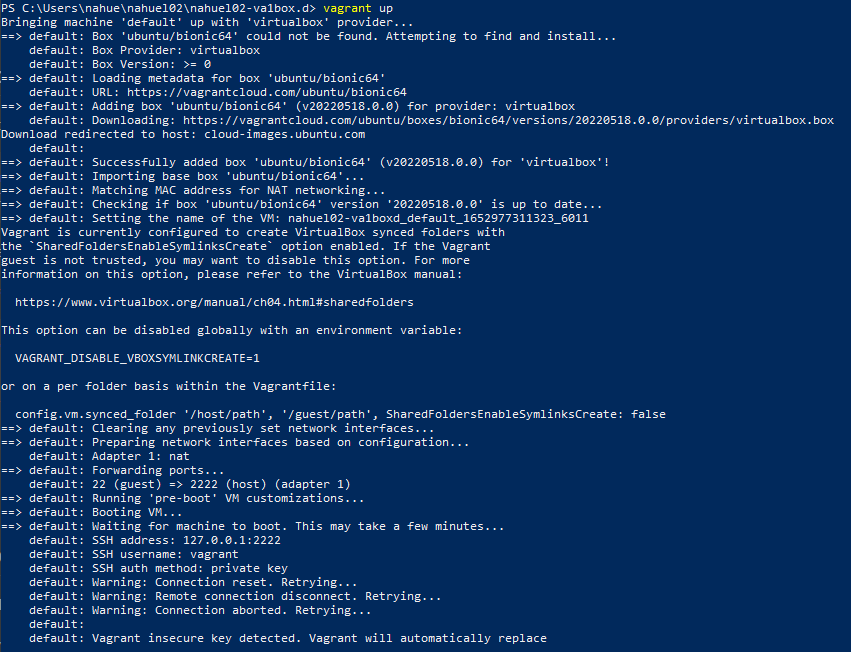 PS C:\Users\nahue\nahuel02\nahuel02-va1box.d> vagrant up
Bringing machine 'default' up with 'virtualbox' provider...
==> default: Box 'ubuntu/bionic64' could not be found. Attempting to find and install...
    default: Box Provider: virtualbox
    default: Box Version: >= 0
==> default: Loading metadata for box 'ubuntu/bionic64'
    default: URL: https://vagrantcloud.com/ubuntu/bionic64
==> default: Adding box 'ubuntu/bionic64' (v20220518.0.0) for provider: virtualbox
    default: Downloading: https://vagrantcloud.com/ubuntu/boxes/bionic64/versions/20220518.0.0/providers/virtualbox.box
Download redirected to host: cloud-images.ubuntu.com
    default:
==> default: Successfully added box 'ubuntu/bionic64' (v20220518.0.0) for 'virtualbox'!
==> default: Importing base box 'ubuntu/bionic64'...
==> default: Matching MAC address for NAT networking...
==> default: Checking if box 'ubuntu/bionic64' version '20220518.0.0' is up to date...
==> default: Setting the name of the VM: nahuel02-va1boxd_default_1652977311323_6011
Vagrant is currently configured to create VirtualBox synced folders with
the `SharedFoldersEnableSymlinksCreate` option enabled. If the Vagrant
guest is not trusted, you may want to disable this option. For more
information on this option, please refer to the VirtualBox manual:

  https://www.virtualbox.org/manual/ch04.html#sharedfolders

This option can be disabled globally with an environment variable:

  VAGRANT_DISABLE_VBOXSYMLINKCREATE=1

or on a per folder basis within the Vagrantfile:

  config.vm.synced_folder '/host/path', '/guest/path', SharedFoldersEnableSymlinksCreate: false
==> default: Clearing any previously set network interfaces...
==> default: Preparing network interfaces based on configuration...
    default: Adapter 1: nat
==> default: Forwarding ports...
    default: 22 (guest) => 2222 (host) (adapter 1)
==> default: Running 'pre-boot' VM customizations...
==> default: Booting VM...
==> default: Waiting for machine to boot. This may take a few minutes...
    default: SSH address: 127.0.0.1:2222
    default: SSH username: vagrant
    default: SSH auth method: private key
    default: Warning: Connection reset. Retrying...
    default: Warning: Remote connection disconnect. Retrying...
    default: Warning: Connection aborted. Retrying...
    default:
    default: Vagrant insecure key detected. Vagrant will automatically replace